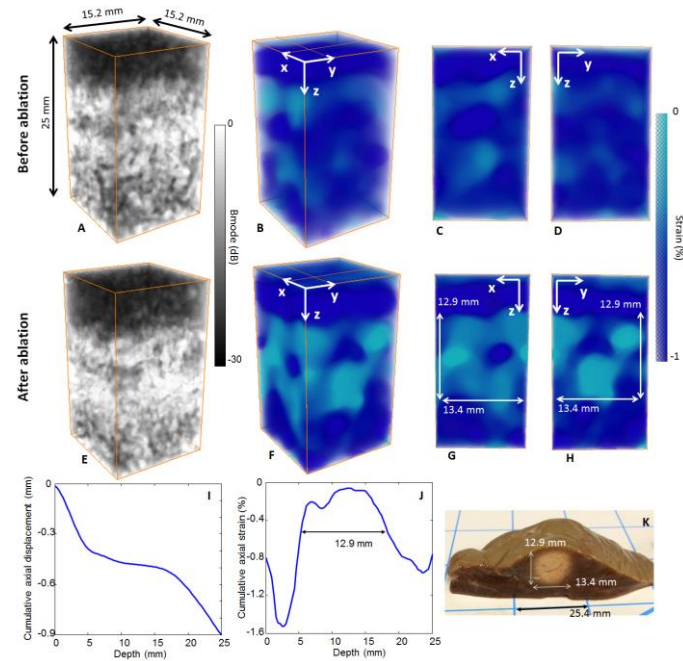 15.2 mm
15.2 mm
25 mm
Before ablation
A
0
Bmode (dB)
-30
x
y
z
B
x
z
C
y
z
D
0
Strain (%)
-1
After ablation
E
x
y
z
F
x
z
12.9 mm
13.4 mm
G
y
z
12.9 mm
13.4 mm
H
I
Cumulative axial displacement (mm)
0
-0.3
-0.6
-0.9
0 5 10 15 20 25
Depth (mm)
J
Cumulative axial strain (%)
0
-0.4
-0.8
-1.2
-1.6
12.9 mm
0 5 10 15 20 25
Depth (mm)
K
12.9 mm
13.4 mm
25.4 mm